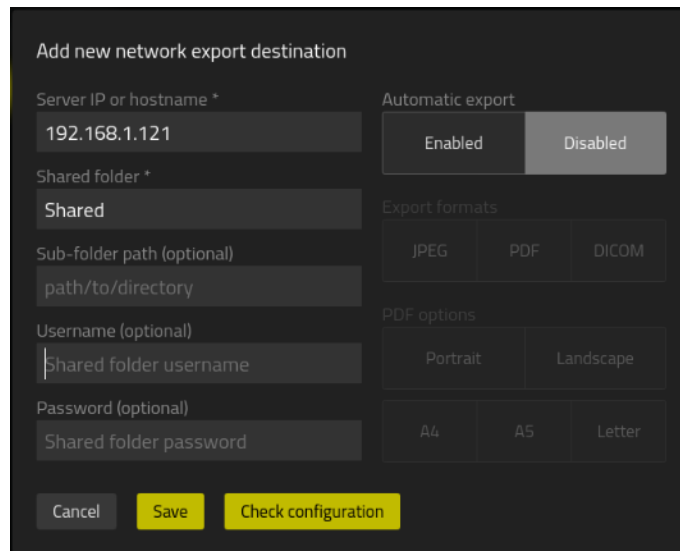 Add new network export destination
Server IP or hostname *
192.168.1.121
Shared folder *
Shared
Sub-folder path (optional)
path/to/directory
Username (optional)
Shared folder username
Password (optional)
Shared folder password
Automatic export
Enabled Disabled
Export formats
JPEG PDF DICOM
PDF options
Portrait Landscape
A4 A5 Letter
Cancel Save Check configuration